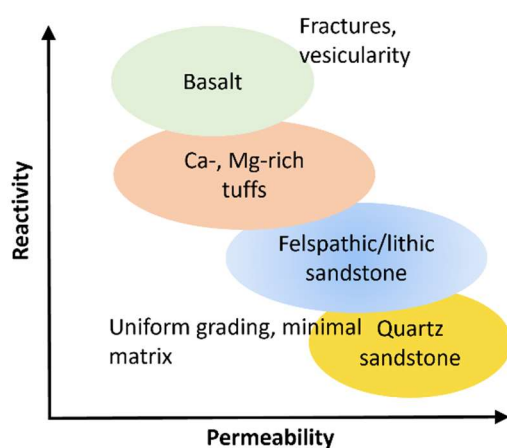 Fractures,
vesicularity
Basalt
Ca-, Mg-rich
tuffs
Felspathic/lithic
sandstone
Uniform grading, minimal
matrix
Quartz
sandstone
Reactivity
Permeability